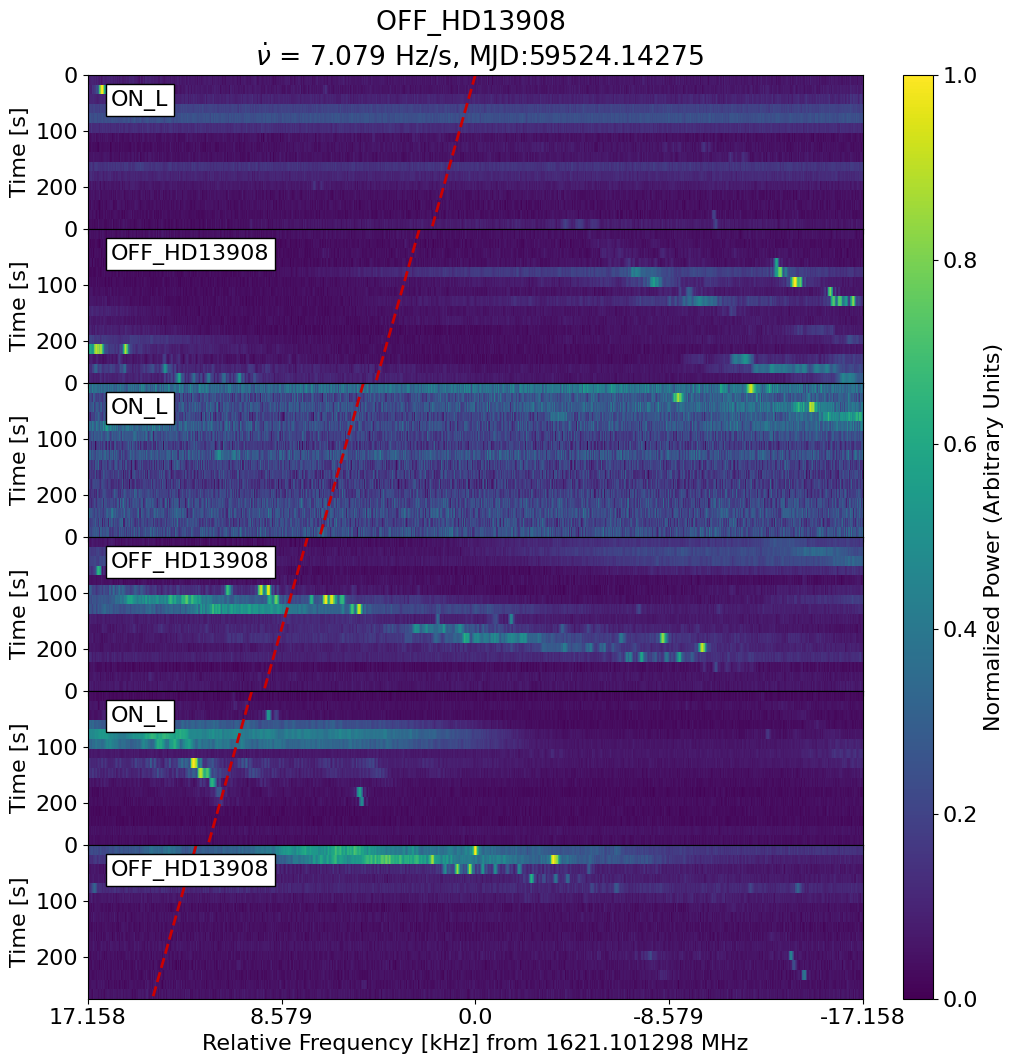 OFF_HD13908
ν̇ = 7.079 Hz/s, MJD:59524.14275
0
ON_L
100
200
Time [s]
0
OFF_HD13908
100
200
Time [s]
0
ON_L
100
200
Time [s]
0
OFF_HD13908
100
200
Time [s]
0
ON_L
100
200
Time [s]
0
OFF_HD13908
100
200
Time [s]
17.158 8.579 0.0 -8.579 -17.158
Relative Frequency [kHz] from 1621.101298 MHz
1.0
0.8
0.6
0.4
0.2
0.0
Normalized Power (Arbitrary Units)